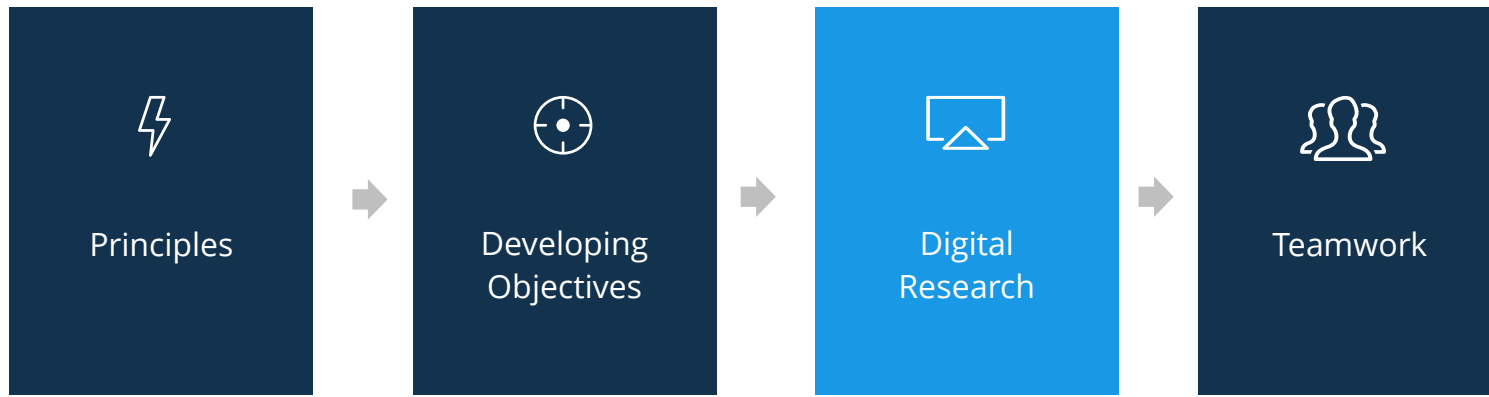 Principles
Developing
Objectives
Digital
Research
Teamwork